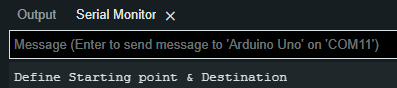 Output Serial Monitor ×
Message (Enter to send message to 'Arduino Uno' on 'COM11')
Define Starting point & Destination